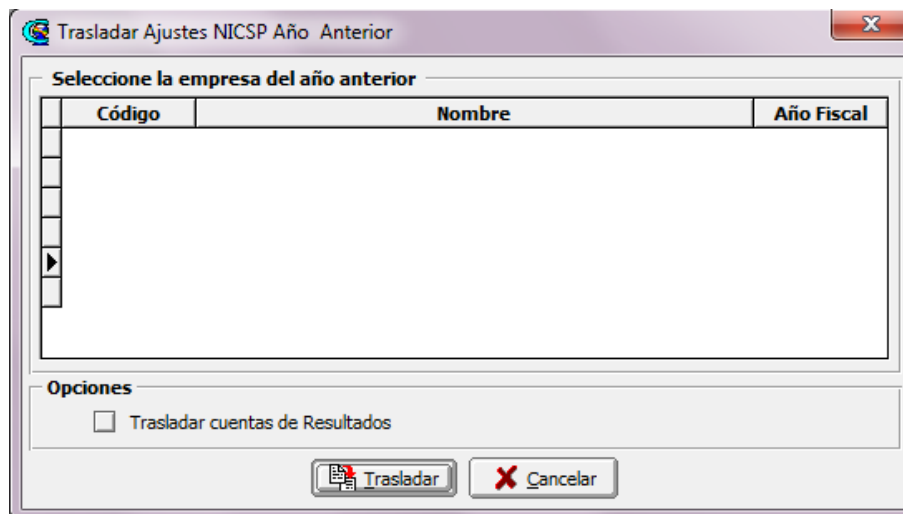 Trasladar Ajustes NICSP Año  Anterior
X
Seleccione la empresa del año anterior
Código Nombre Año Fiscal
Opciones
Trasladar cuentas de Resultados
Trasladar Cancelar